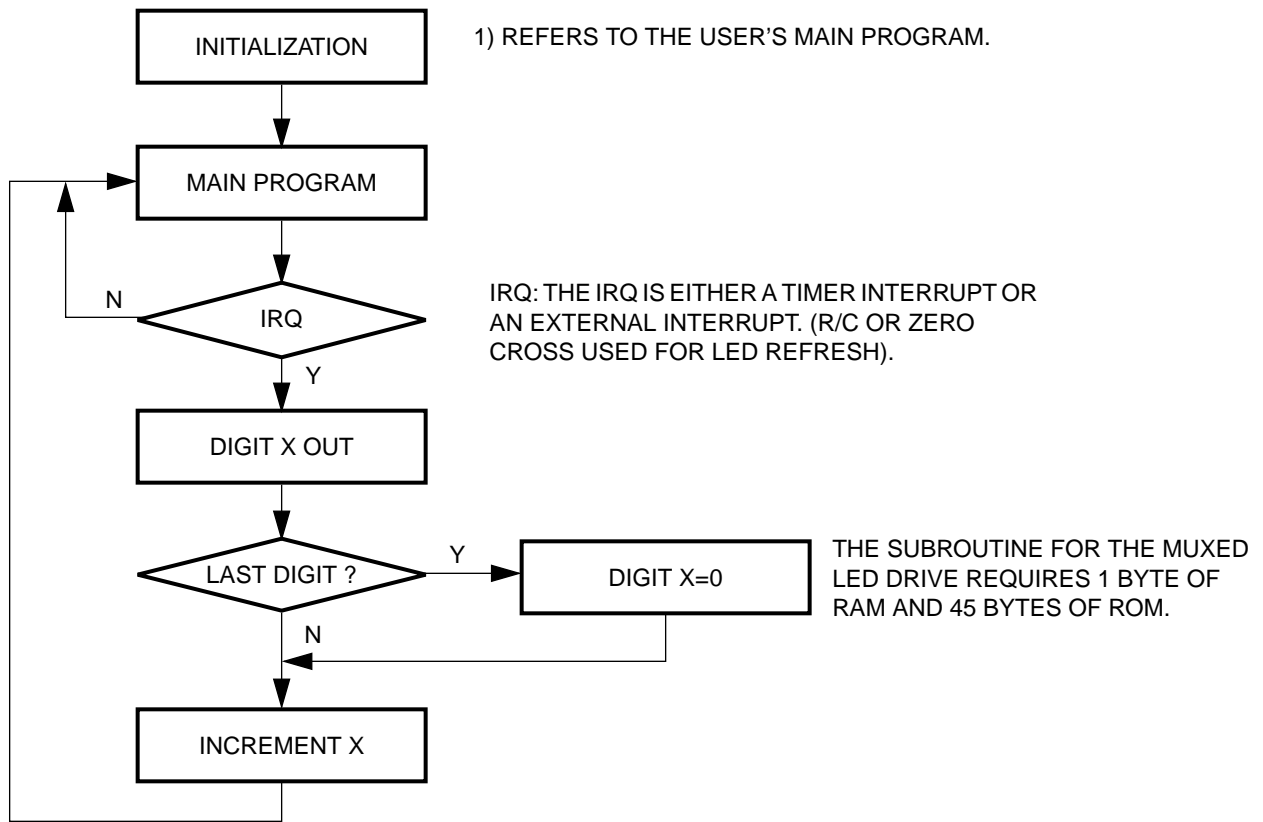 INITIALIZATION
1) REFERS TO THE USER'S MAIN PROGRAM.
MAIN PROGRAM
N
IRQ
IRQ: THE IRQ IS EITHER A TIMER INTERRUPT OR
AN EXTERNAL INTERRUPT. (R/C OR ZERO
CROSS USED FOR LED REFRESH).
Y
DIGIT X OUT
LAST DIGIT ?
Y
DIGIT X=0
THE SUBROUTINE FOR THE MUXED
LED DRIVE REQUIRES 1 BYTE OF
RAM AND 45 BYTES OF ROM.
N
INCREMENT X